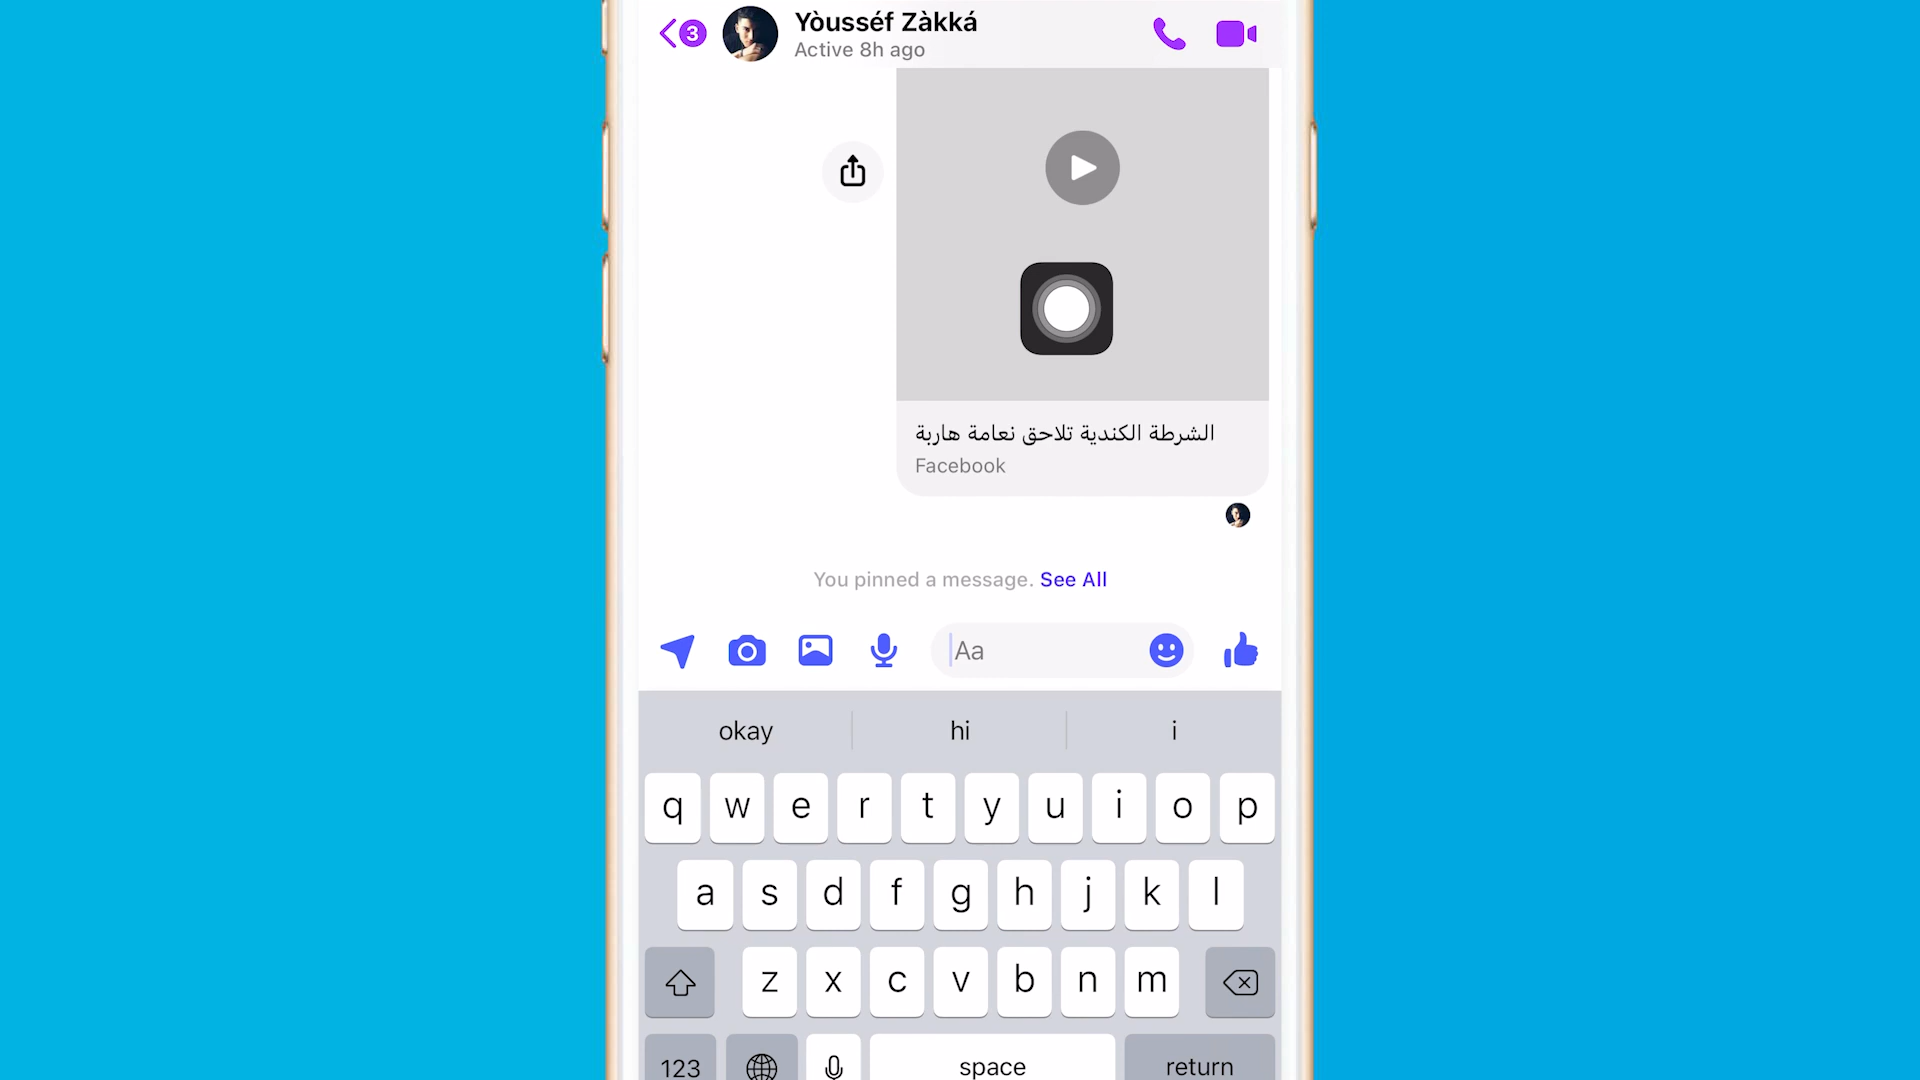 3
Yòusséf Zàkká
Active 8h ago
الشرطة الكندية تلاحق نعامة هاربة
Facebook
You pinned a message. See All
Aa
okay hi i
q w e r t y u i o p
a s d f g h j k l
z x c v b n m
123 space return